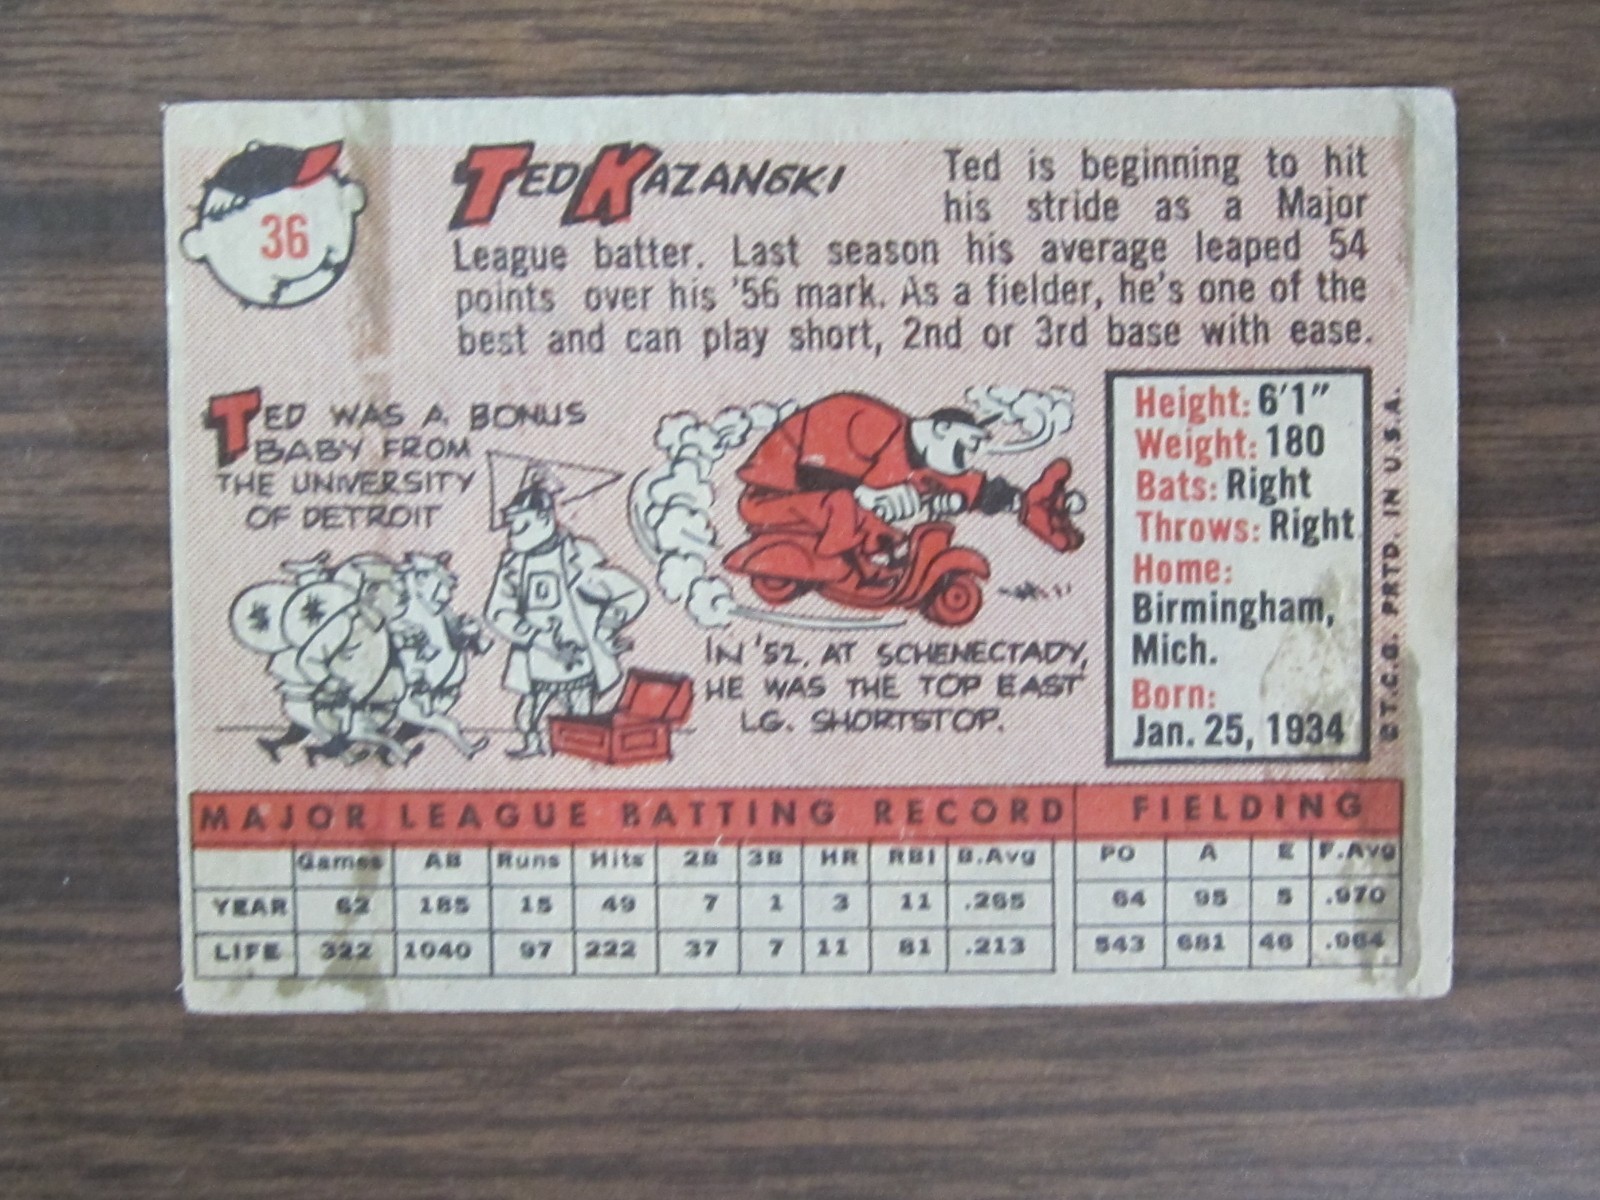 36
TED KAZANSKI
Ted is beginning to hit
his stride as a Major
League batter. Last season his average leaped 54
points over his '56 mark. As a fielder, he's one of the
best and can play short, 2nd or 3rd base with ease.
TED WAS A BONUS
BABY FROM
THE UNIVERSITY
OF DETROIT
$ $
IN '52, AT SCHENECTADY,
HE WAS THE TOP EAST
LG. SHORTSTOP.
Height: 6'1"
Weight: 180
Bats: Right
Throws: Right
Home:
Birmingham,
Mich.
Born:
Jan. 25, 1934
© T.C.G. PRTD. IN U.S.A.
MAJOR LEAGUE BATTING RECORD FIELDING
Games AB Runs Hits 2B 3B HR RBI B.Avg PO A E F.Avg
YEAR 62 185 15 49 7 1 3 11 .265 64 95 5 .970
LIFE 322 1040 97 222 37 7 11 81 .213 543 681 46 .964